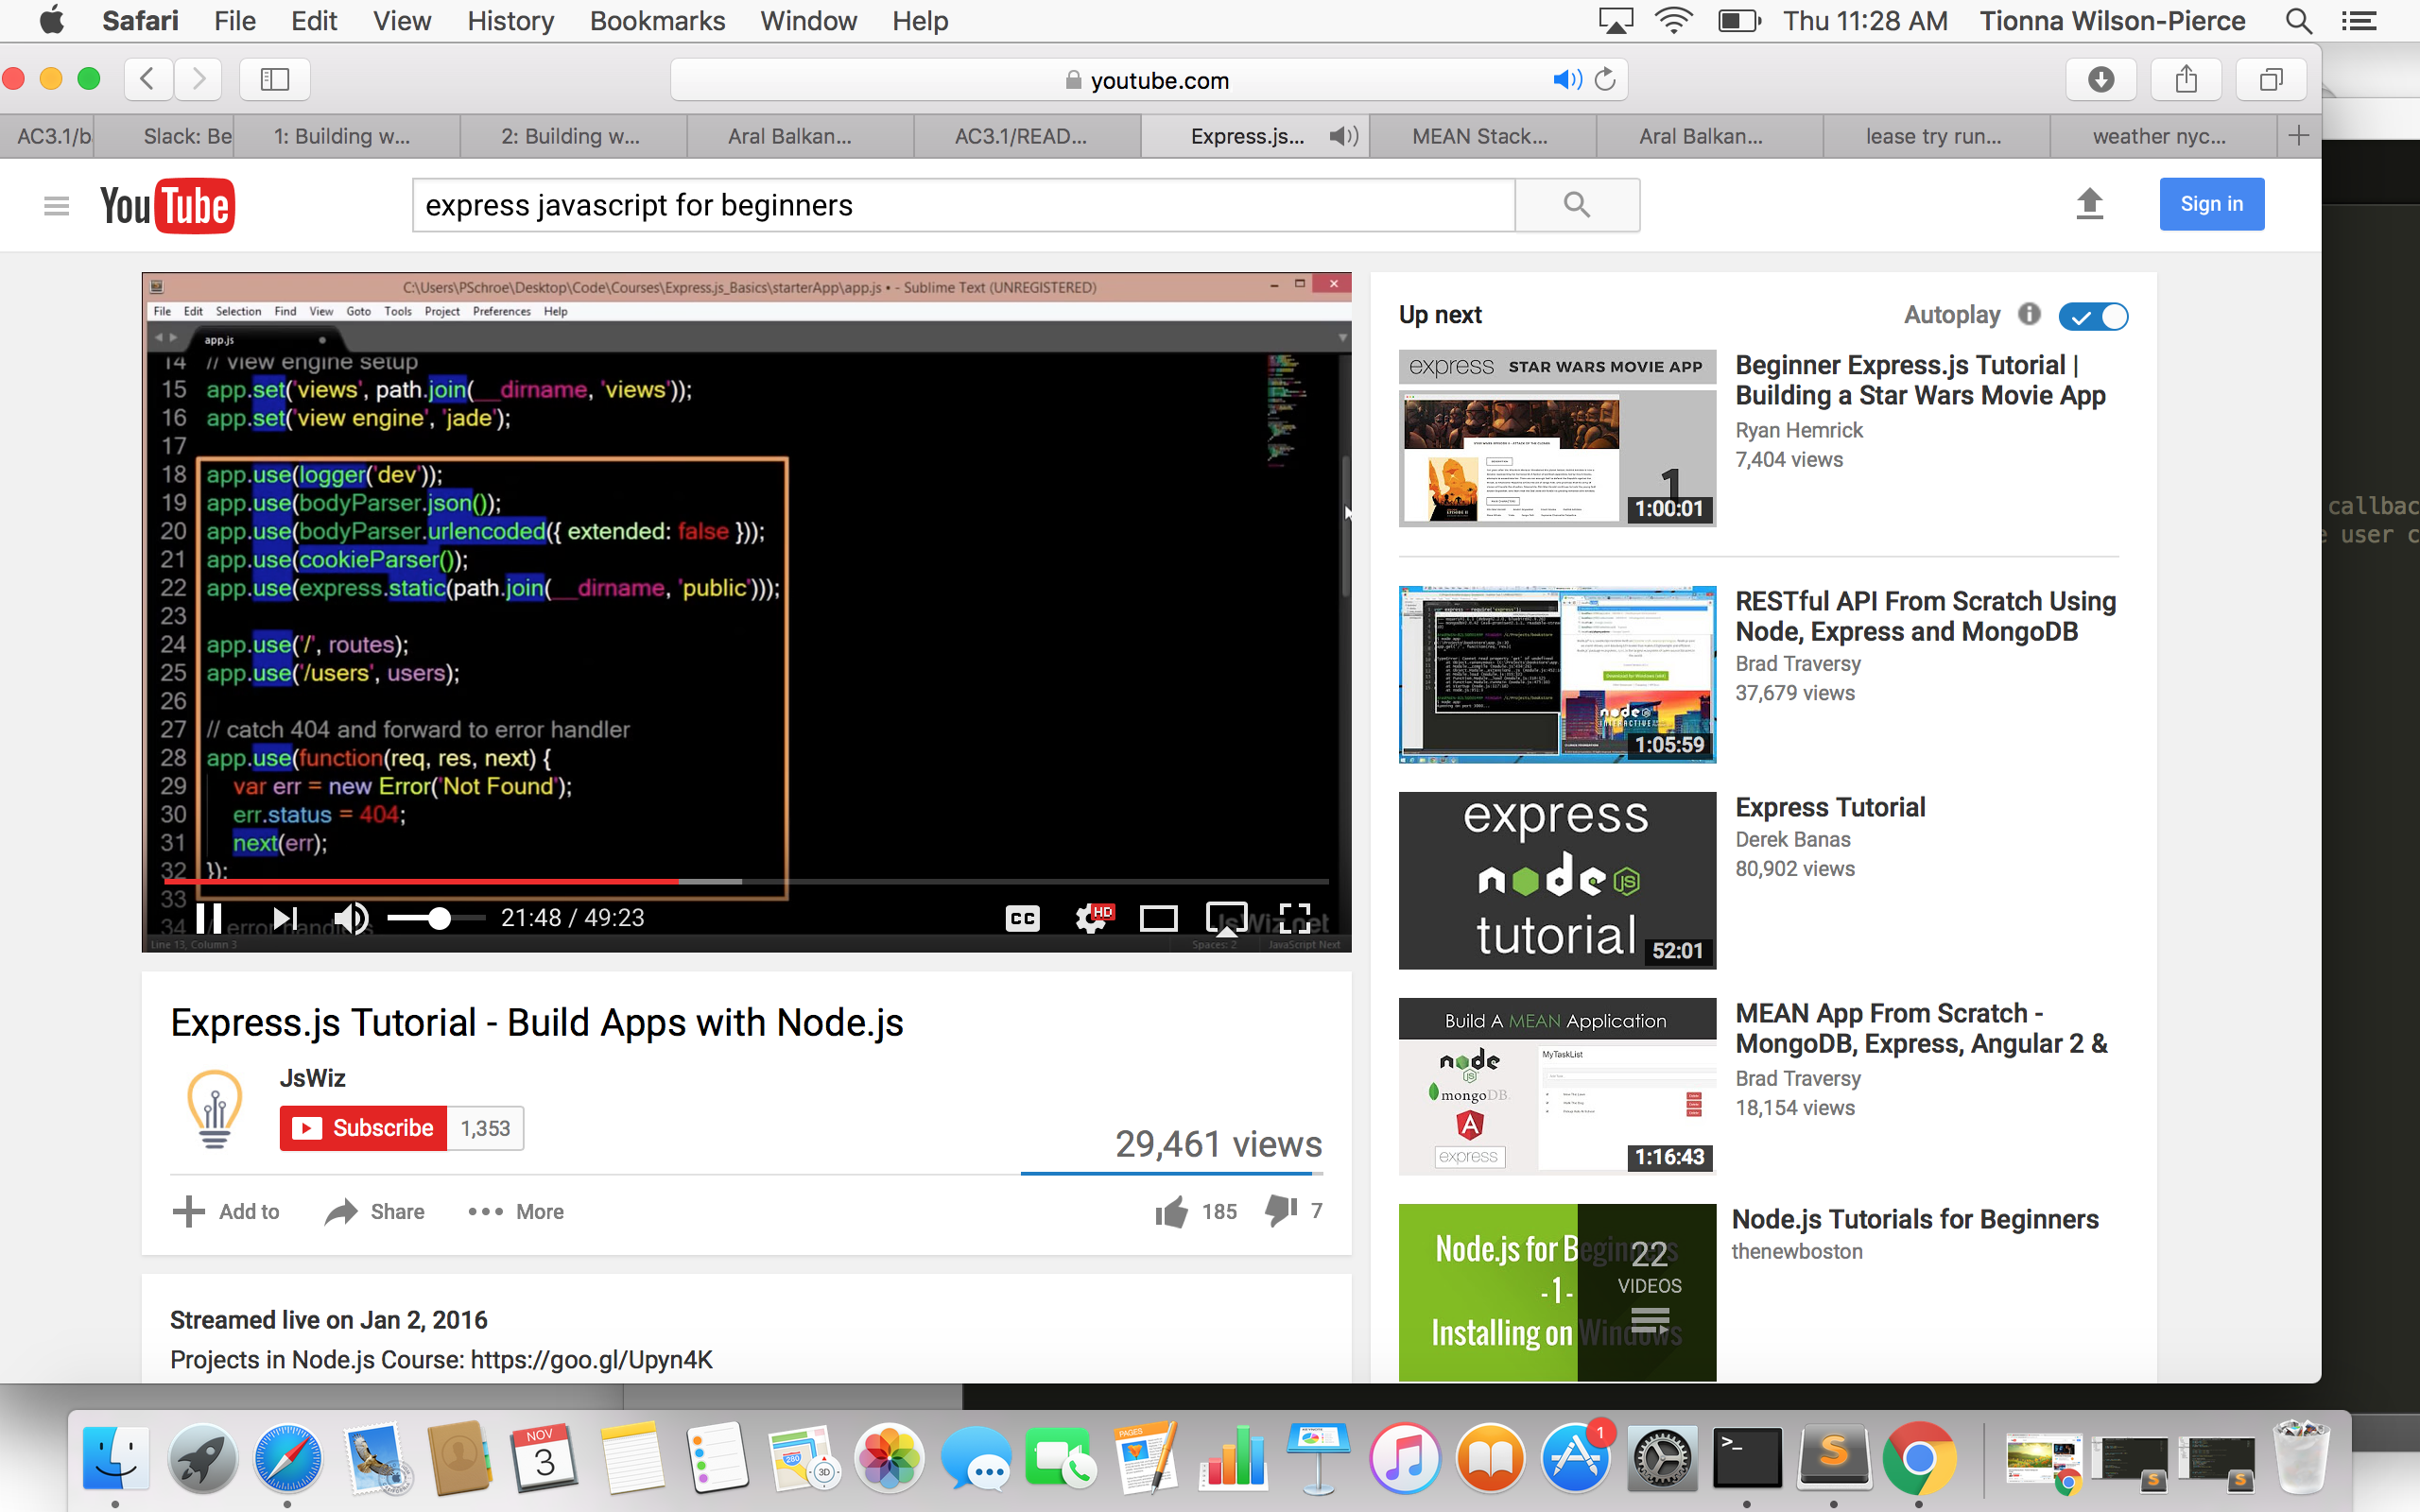 Safari File Edit View History Bookmarks Window Help Thu 11:28 AM Tionna Wilson-Pierce
youtube.com
AC3.1/b Slack: Be 1: Building w... 2: Building w... Aral Balkan... AC3.1/READ... Express.js... MEAN Stack... Aral Balkan... lease try run... weather nyc...
YouTube express javascript for beginners Sign in
C:\Users\PSchroe\Desktop\Code\Courses\Express.js_Basics\starterApp\app.js • - Sublime Text (UNREGISTERED)
File Edit Selection Find View Goto Tools Project Preferences Help
app.js
14 // view engine setup
15 app.set('views', path.join(__dirname, 'views'));
16 app.set('view engine', 'jade');
17
18 app.use(logger('dev'));
19 app.use(bodyParser.json());
20 app.use(bodyParser.urlencoded({ extended: false }));
21 app.use(cookieParser());
22 app.use(express.static(path.join(__dirname, 'public')));
23
24 app.use('/', routes);
25 app.use('/users', users);
26
27 // catch 404 and forward to error handler
28 app.use(function(req, res, next) {
29 var err = new Error('Not Found');
30 err.status = 404;
31 next(err);
32 });
33
34 // error handlers
21:48 / 49:23 CC HD JsWiz.net
Line 13, Column 3 Spaces: 2 JavaScript Next
Express.js Tutorial - Build Apps with Node.js
JsWiz
Subscribe 1,353
29,461 views
Add to Share More 185 7
Streamed live on Jan 2, 2016
Projects in Node.js Course: https://goo.gl/Upyn4K
Up next Autoplay
express STAR WARS MOVIE APP
1
1:00:01
Beginner Express.js Tutorial |
Building a Star Wars Movie App
Ryan Hemrick
7,404 views
1:05:59
RESTful API From Scratch Using
Node, Express and MongoDB
Brad Traversy
37,679 views
express
node JS
tutorial
52:01
Express Tutorial
Derek Banas
80,902 views
Build A MEAN Application
node
JS
mongoDB
A
express
MyTaskList
1:16:43
MEAN App From Scratch -
MongoDB, Express, Angular 2 &
Brad Traversy
18,154 views
Node.js for Beginners
-1-
Installing on Windows
22
VIDEOS
Node.js Tutorials for Beginners
thenewboston
callbac
user c
NOV
3
280
3D
PAGES
1
>_
S